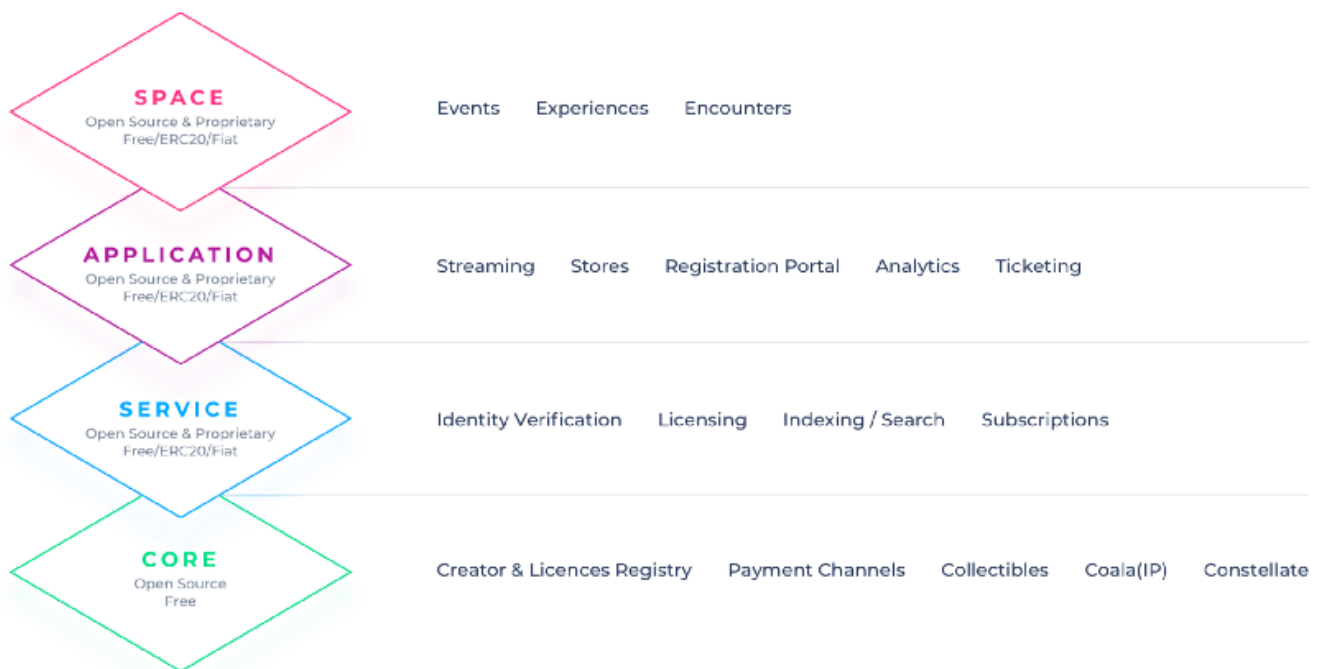 SPACE
Open Source & Proprietary
Free/ERC20/Fiat
Events Experiences Encounters
APPLICATION
Open Source & Proprietary
Free/ERC20/Fiat
Streaming Stores Registration Portal Analytics Ticketing
SERVICE
Open Source & Proprietary
Free/ERC20/Fiat
Identity Verification Licensing Indexing / Search Subscriptions
CORE
Open Source
Free
Creator & Licences Registry Payment Channels Collectibles Coala(IP) Constellate